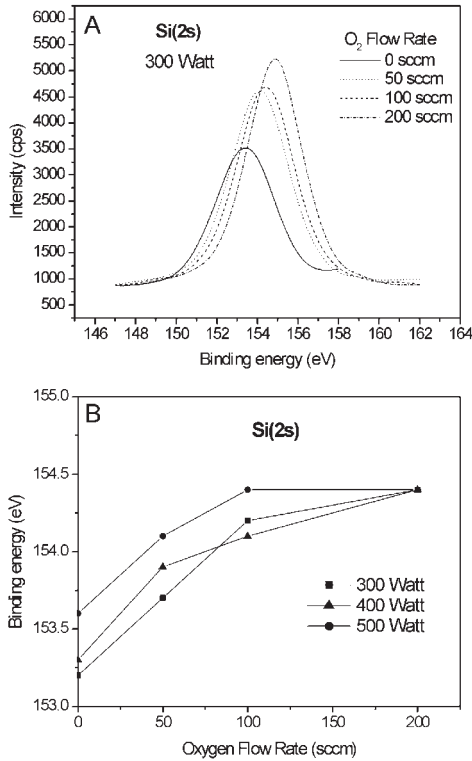 A
Si(2s)
300 Watt
O2 Flow Rate
0 sccm
50 sccm
100 sccm
200 sccm
Intensity (cps)
6000
5500
5000
4500
4000
3500
3000
2500
2000
1500
1000
500
146 148 150 152 154 156 158 160 162 164
Binding energy (eV)
B
Si(2s)
Binding energy (eV)
155.0
154.5
154.0
153.5
153.0
300 Watt
400 Watt
500 Watt
0 50 100 150 200
Oxygen Flow Rate (sccm)